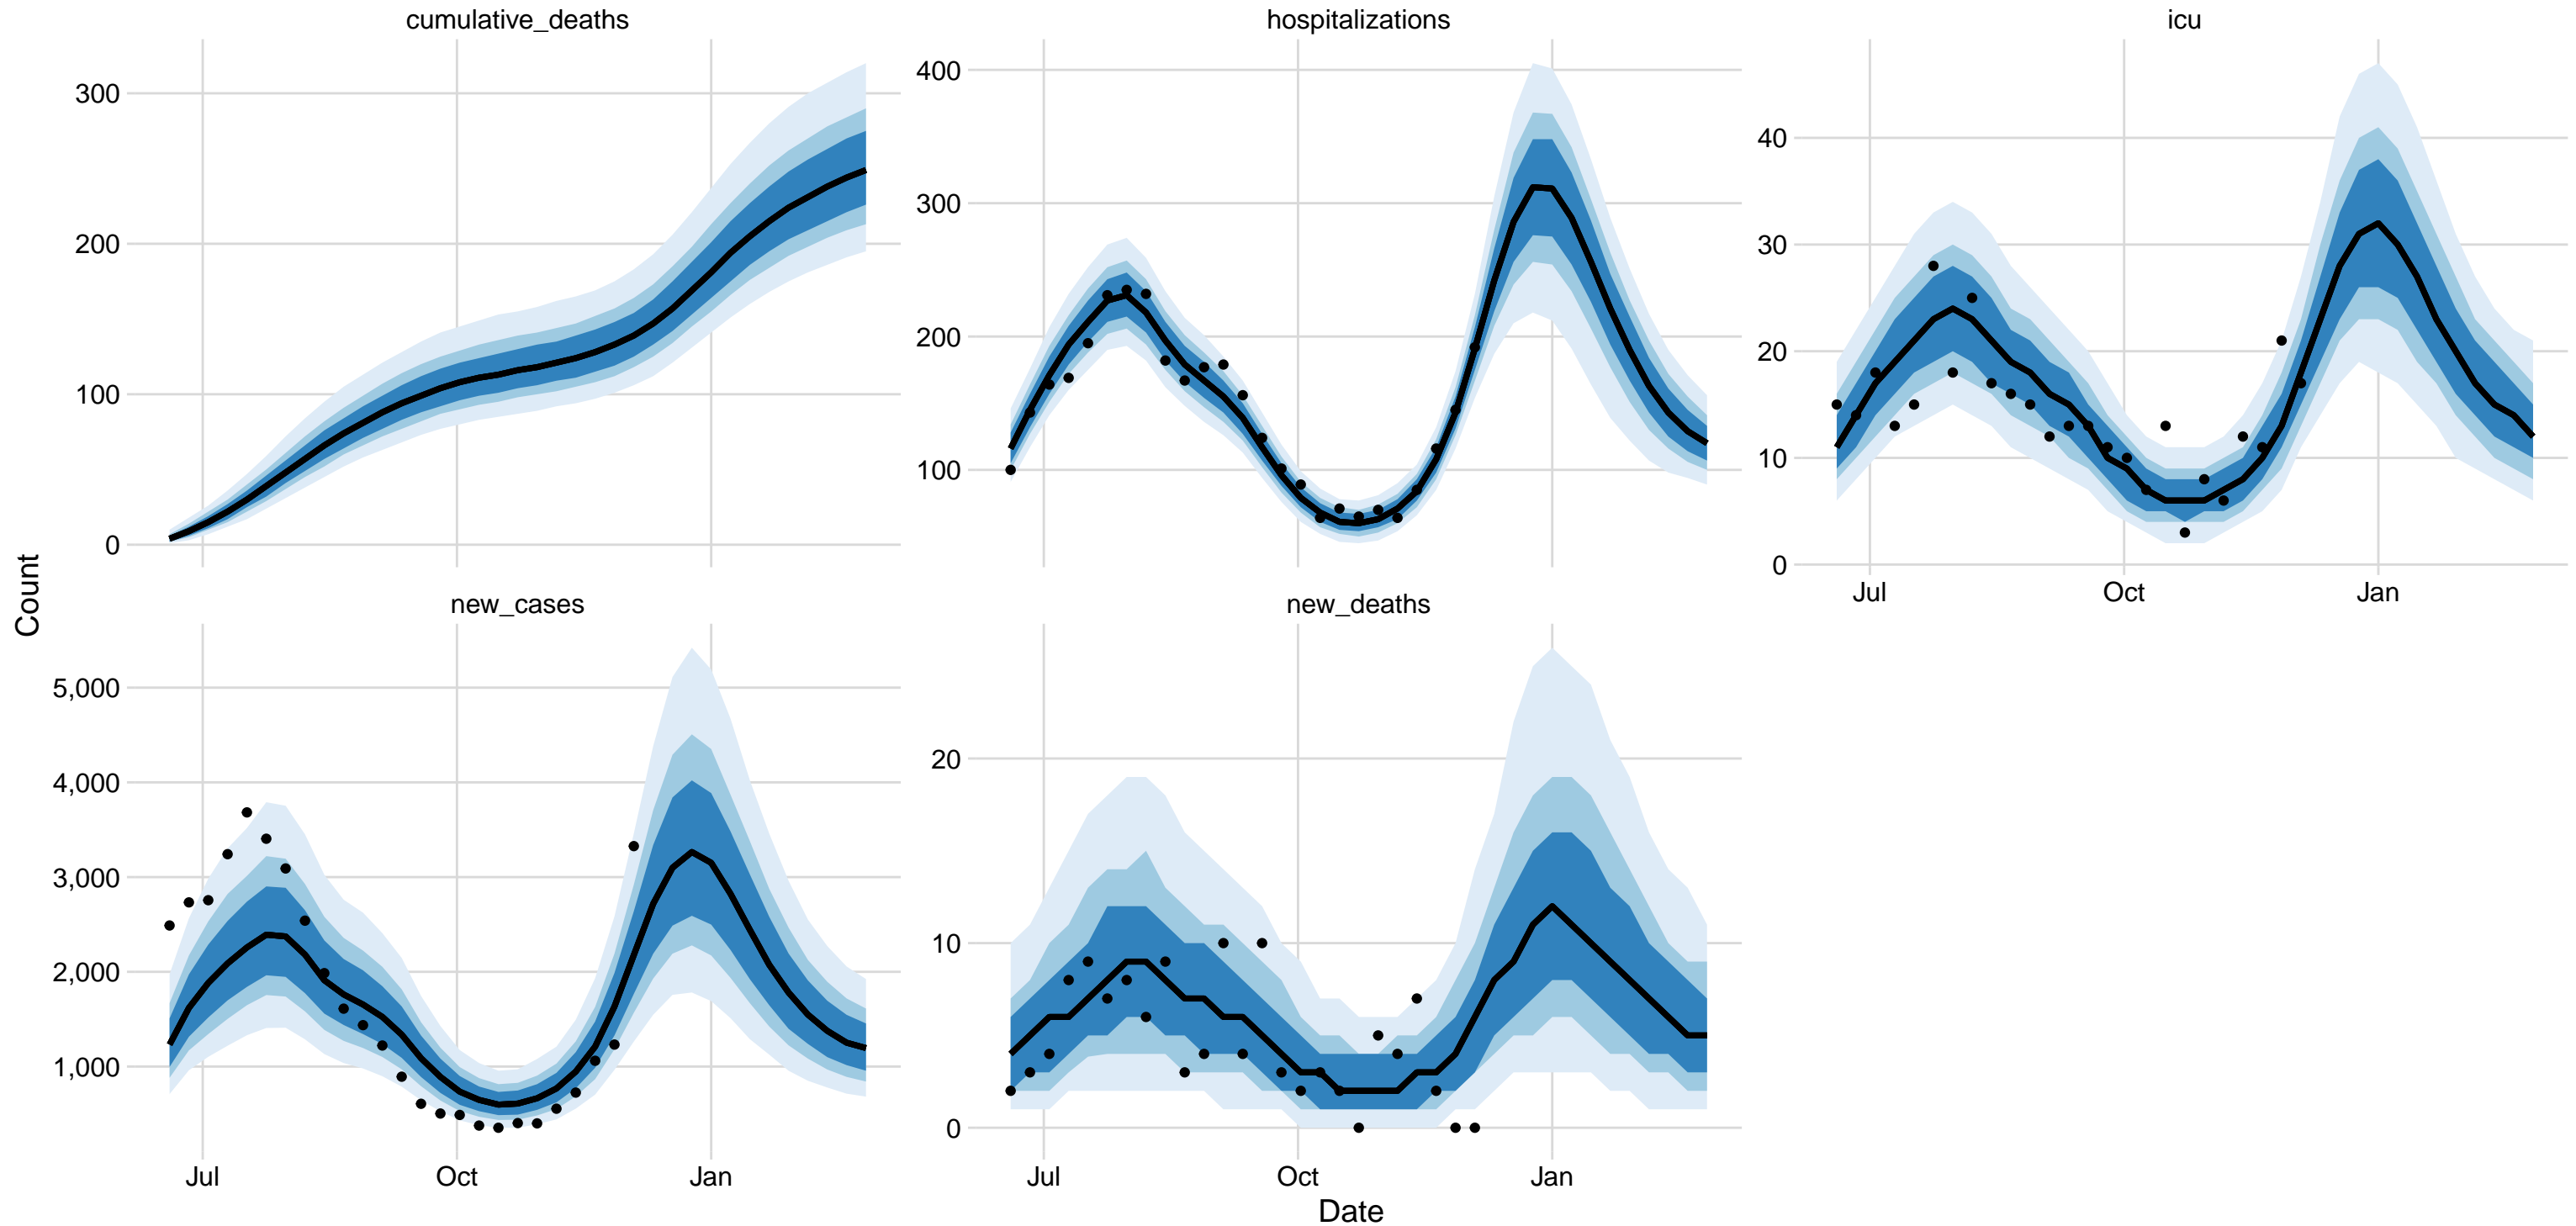 cumulative_deaths
300
200
100
0
hospitalizations
400
300
200
100
icu
40
30
20
10
0
Jul
Oct
Jan
Count
new_cases
5,000
4,000
3,000
2,000
1,000
Jul
Oct
Jan
new_deaths
20
10
0
Jul
Oct
Jan
Date